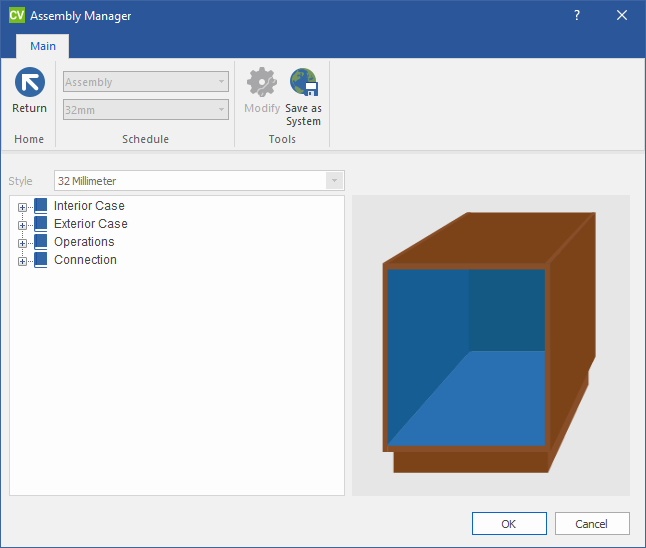 CV Assembly Manager ? X
Main
Return
Home
Assembly
32mm
Schedule
Modify
Save as
System
Tools
Style 32 Millimeter
Interior Case
Exterior Case
Operations
Connection
OK Cancel